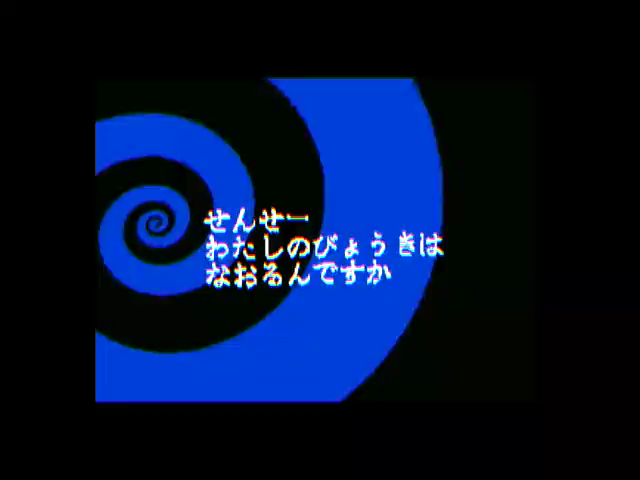 せんせー
わたしのびょうきは
なおるんですか